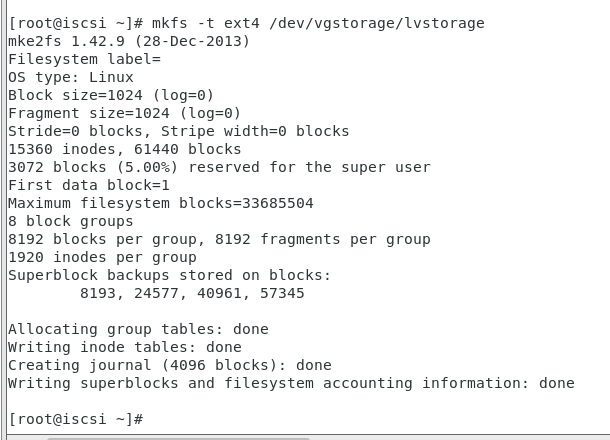 [root@iscsi ~]# mkfs -t ext4 /dev/vgstorage/lvstorage
mke2fs 1.42.9 (28-Dec-2013)
Filesystem label=
OS type: Linux
Block size=1024 (log=0)
Fragment size=1024 (log=0)
Stride=0 blocks, Stripe width=0 blocks
15360 inodes, 61440 blocks
3072 blocks (5.00%) reserved for the super user
First data block=1
Maximum filesystem blocks=33685504
8 block groups
8192 blocks per group, 8192 fragments per group
1920 inodes per group
Superblock backups stored on blocks:
        8193, 24577, 40961, 57345

Allocating group tables: done
Writing inode tables: done
Creating journal (4096 blocks): done
Writing superblocks and filesystem accounting information: done

[root@iscsi ~]#